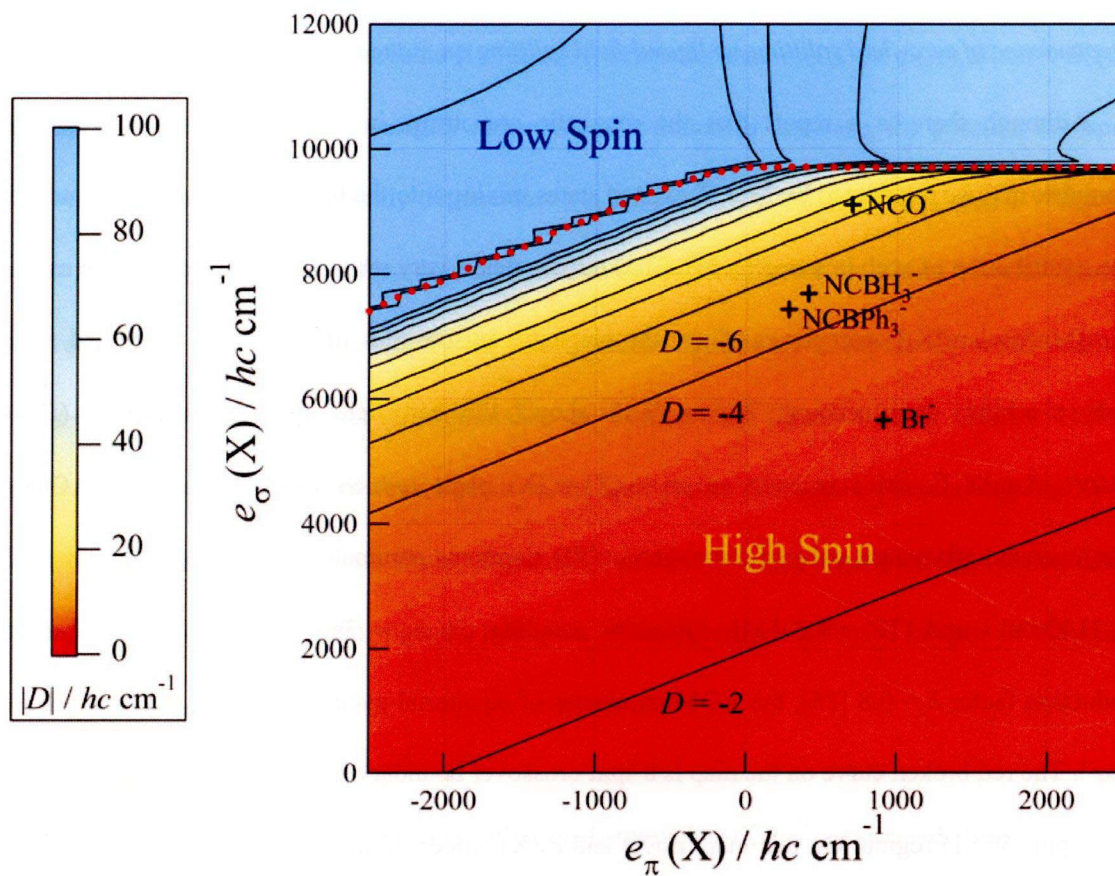 12000
10000
8000
6000
4000
2000
0
e_σ(X) / hc cm⁻¹
-2000
-1000
0
1000
2000
e_π(X) / hc cm⁻¹
100
80
60
40
20
0
|D| / hc cm⁻¹
Low Spin
NCO⁻
NCBH₃⁻
NCBPh₃⁻
D = -6
D = -4
Br⁻
High Spin
D = -2